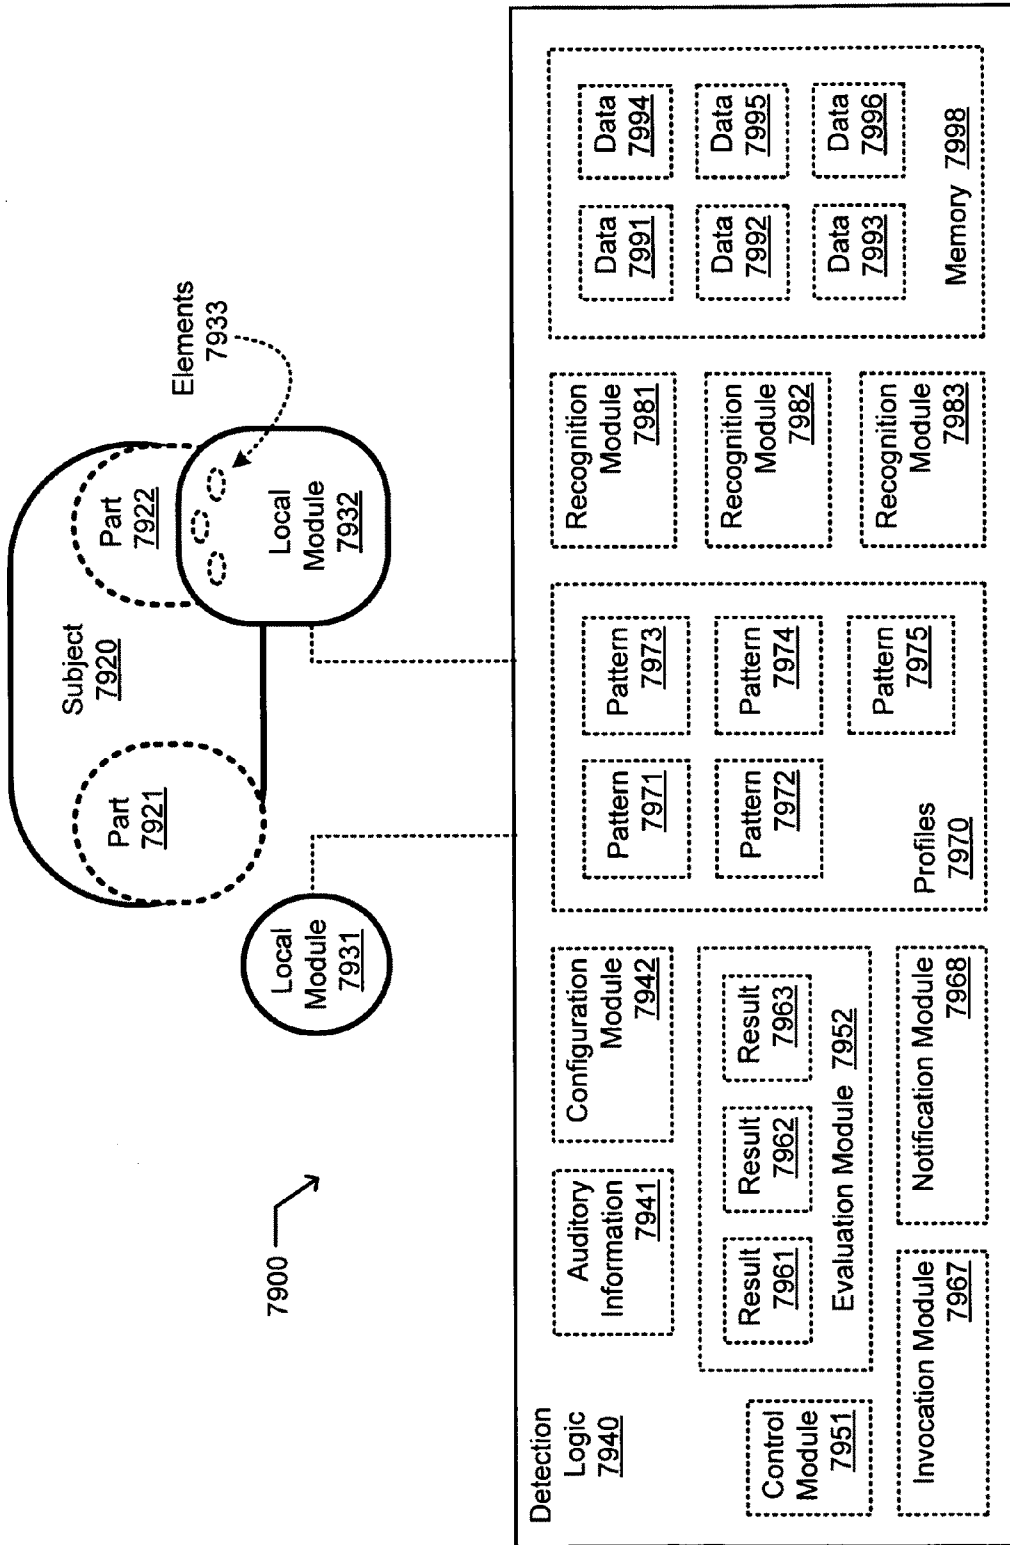 7900
Subject
7920
Part
7921
Part
7922
Elements
7933
Local
Module
7931
Local
Module
7932
Detection
Logic
7940
Auditory
Information
7941
Configuration
Module
7942
Control
Module
7951
Result
7961
Result
7962
Result
7963
Evaluation Module 7952
Invocation Module
7967
Notification Module
7968
Pattern
7971
Pattern
7973
Pattern
7972
Pattern
7974
Pattern
7975
Profiles
7970
Recognition
Module
7981
Recognition
Module
7982
Recognition
Module
7983
Data
7991
Data
7994
Data
7992
Data
7995
Data
7993
Data
7996
Memory 7998